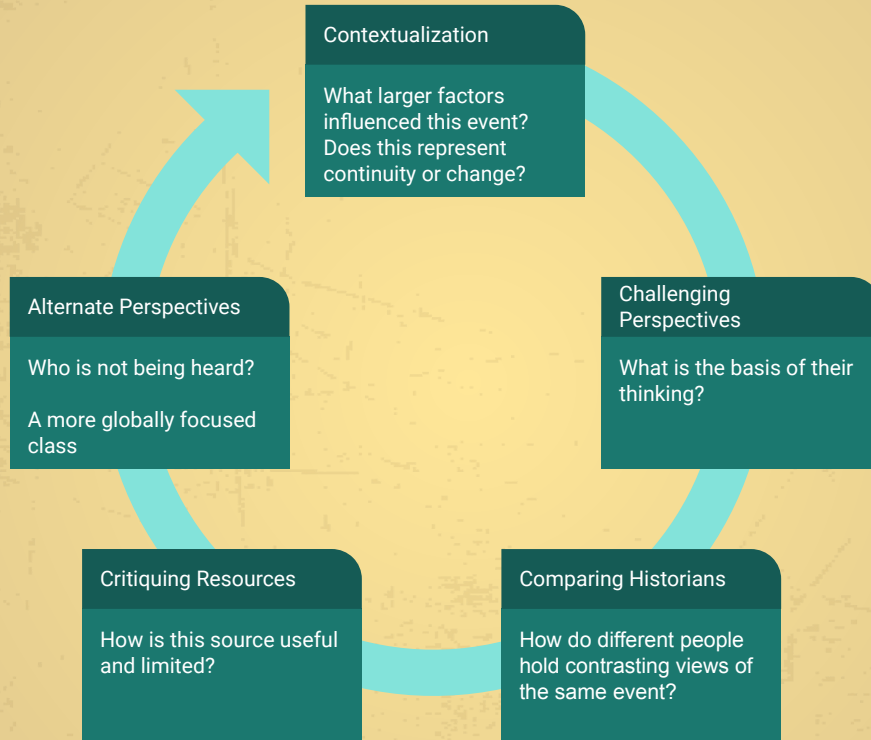 Contextualization
What larger factors
influenced this event?
Does this represent
continuity or change?
Challenging
Perspectives
What is the basis of their
thinking?
Comparing Historians
How do different people
hold contrasting views of
the same event?
Critiquing Resources
How is this source useful
and limited?
Alternate Perspectives
Who is not being heard?
A more globally focused
class